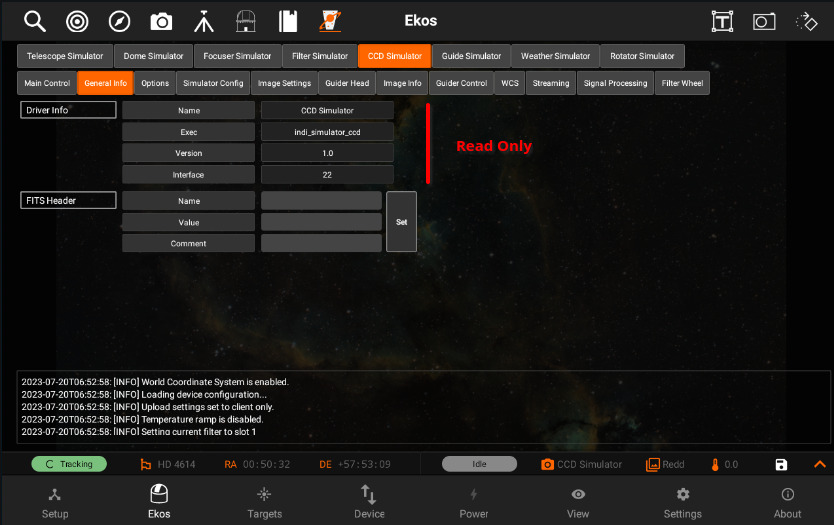 Ekos
Telescope Simulator Dome Simulator Focuser Simulator Filter Simulator CCD Simulator Guide Simulator Weather Simulator Rotator Simulator
Main Control General Info Options Simulator Config Image Settings Guider Head Image Info Guider Control WCS Streaming Signal Processing Filter Wheel
Driver Info Name CCD Simulator
Exec indi_simulator_ccd
Read Only
Version 1.0
Interface 22
FITS Header Name
Value Set
Comment
2023-07-20T06:52:58: [INFO] World Coordinate System is enabled.
2023-07-20T06:52:58: [INFO] Loading device configuration...
2023-07-20T06:52:58: [INFO] Upload settings set to client only.
2023-07-20T06:52:58: [INFO] Temperature ramp is disabled.
2023-07-20T06:52:58: [INFO] Setting current filter to slot 1
Tracking HD 4614 RA 00:50:32 DE +57:53:09 Idle CCD Simulator Redd 0.0
Setup Ekos Targets Device Power View Settings About